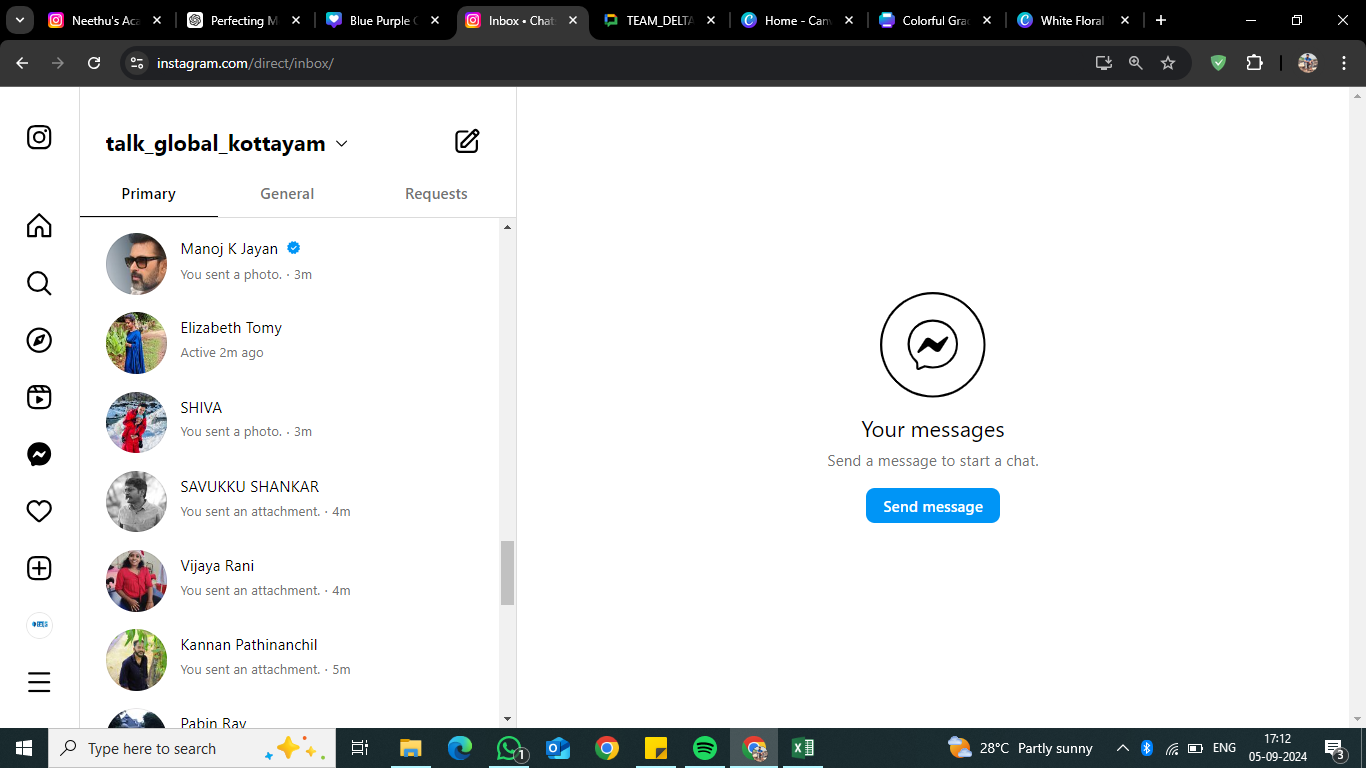 Neethu's Aca
Perfecting M
Blue Purple G
Inbox • Chat
TEAM_DELTA
Home - Can
Colorful Gra
White Floral
instagram.com/direct/inbox/
talk_global_kottayam
Primary General Requests
Manoj K Jayan
You sent a photo. · 3m
Elizabeth Tomy
Active 2m ago
SHIVA
You sent a photo. · 3m
SAVUKKU SHANKAR
You sent an attachment. · 4m
Vijaya Rani
You sent an attachment. · 4m
Kannan Pathinanchil
You sent an attachment. · 5m
Pabin Ray
Your messages
Send a message to start a chat.
Send message
Type here to search
1
28°C Partly sunny
ENG
17:12
05-09-2024
3